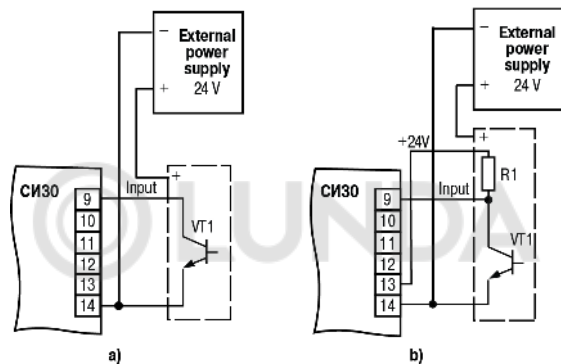 −
External
power
supply
24 V
+
СИ30
+
9
Input
10
11
VT1
12
13
14
a)
−
External
power
supply
24 V
+
+24V
+
СИ30
R1
9
Input
10
11
VT1
12
13
14
b)
LUNDA